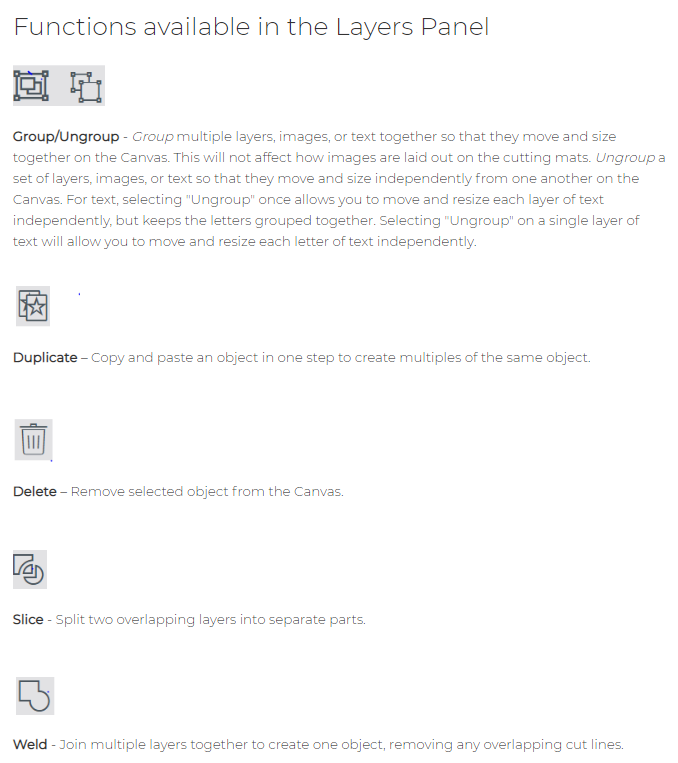 Functions available in the Layers Panel
Group/Ungroup - Group multiple layers, images, or text together so that they move and size
together on the Canvas. This will not affect how images are laid out on the cutting mats. Ungroup a
set of layers, images, or text so that they move and size independently from one another on the
Canvas. For text, selecting "Ungroup" once allows you to move and resize each layer of text
independently, but keeps the letters grouped together. Selecting "Ungroup" on a single layer of
text will allow you to move and resize each letter of text independently.
Duplicate – Copy and paste an object in one step to create multiples of the same object.
Delete – Remove selected object from the Canvas.
Slice - Split two overlapping layers into separate parts.
Weld - Join multiple layers together to create one object, removing any overlapping cut lines.